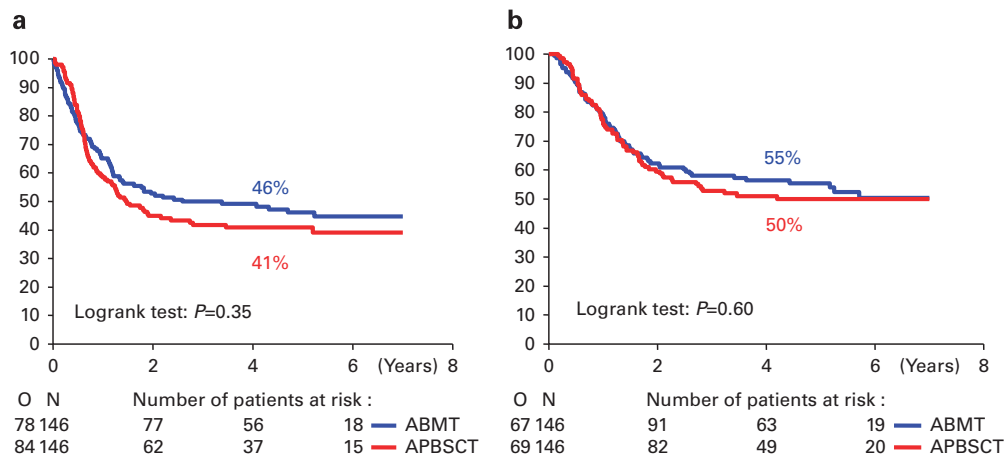 a
100
90
80
70
60
50
40
30
20
10
0
46%
41%
Logrank test: P=0.35
0 2 4 6 (Years) 8
O N Number of patients at risk :
78 146 77 56 18 ABMT
84 146 62 37 15 APBSCT
b
100
90
80
70
60
50
40
30
20
10
0
55%
50%
Logrank test: P=0.60
0 2 4 6 (Years) 8
O N Number of patients at risk :
67 146 91 63 19 ABMT
69 146 82 49 20 APBSCT